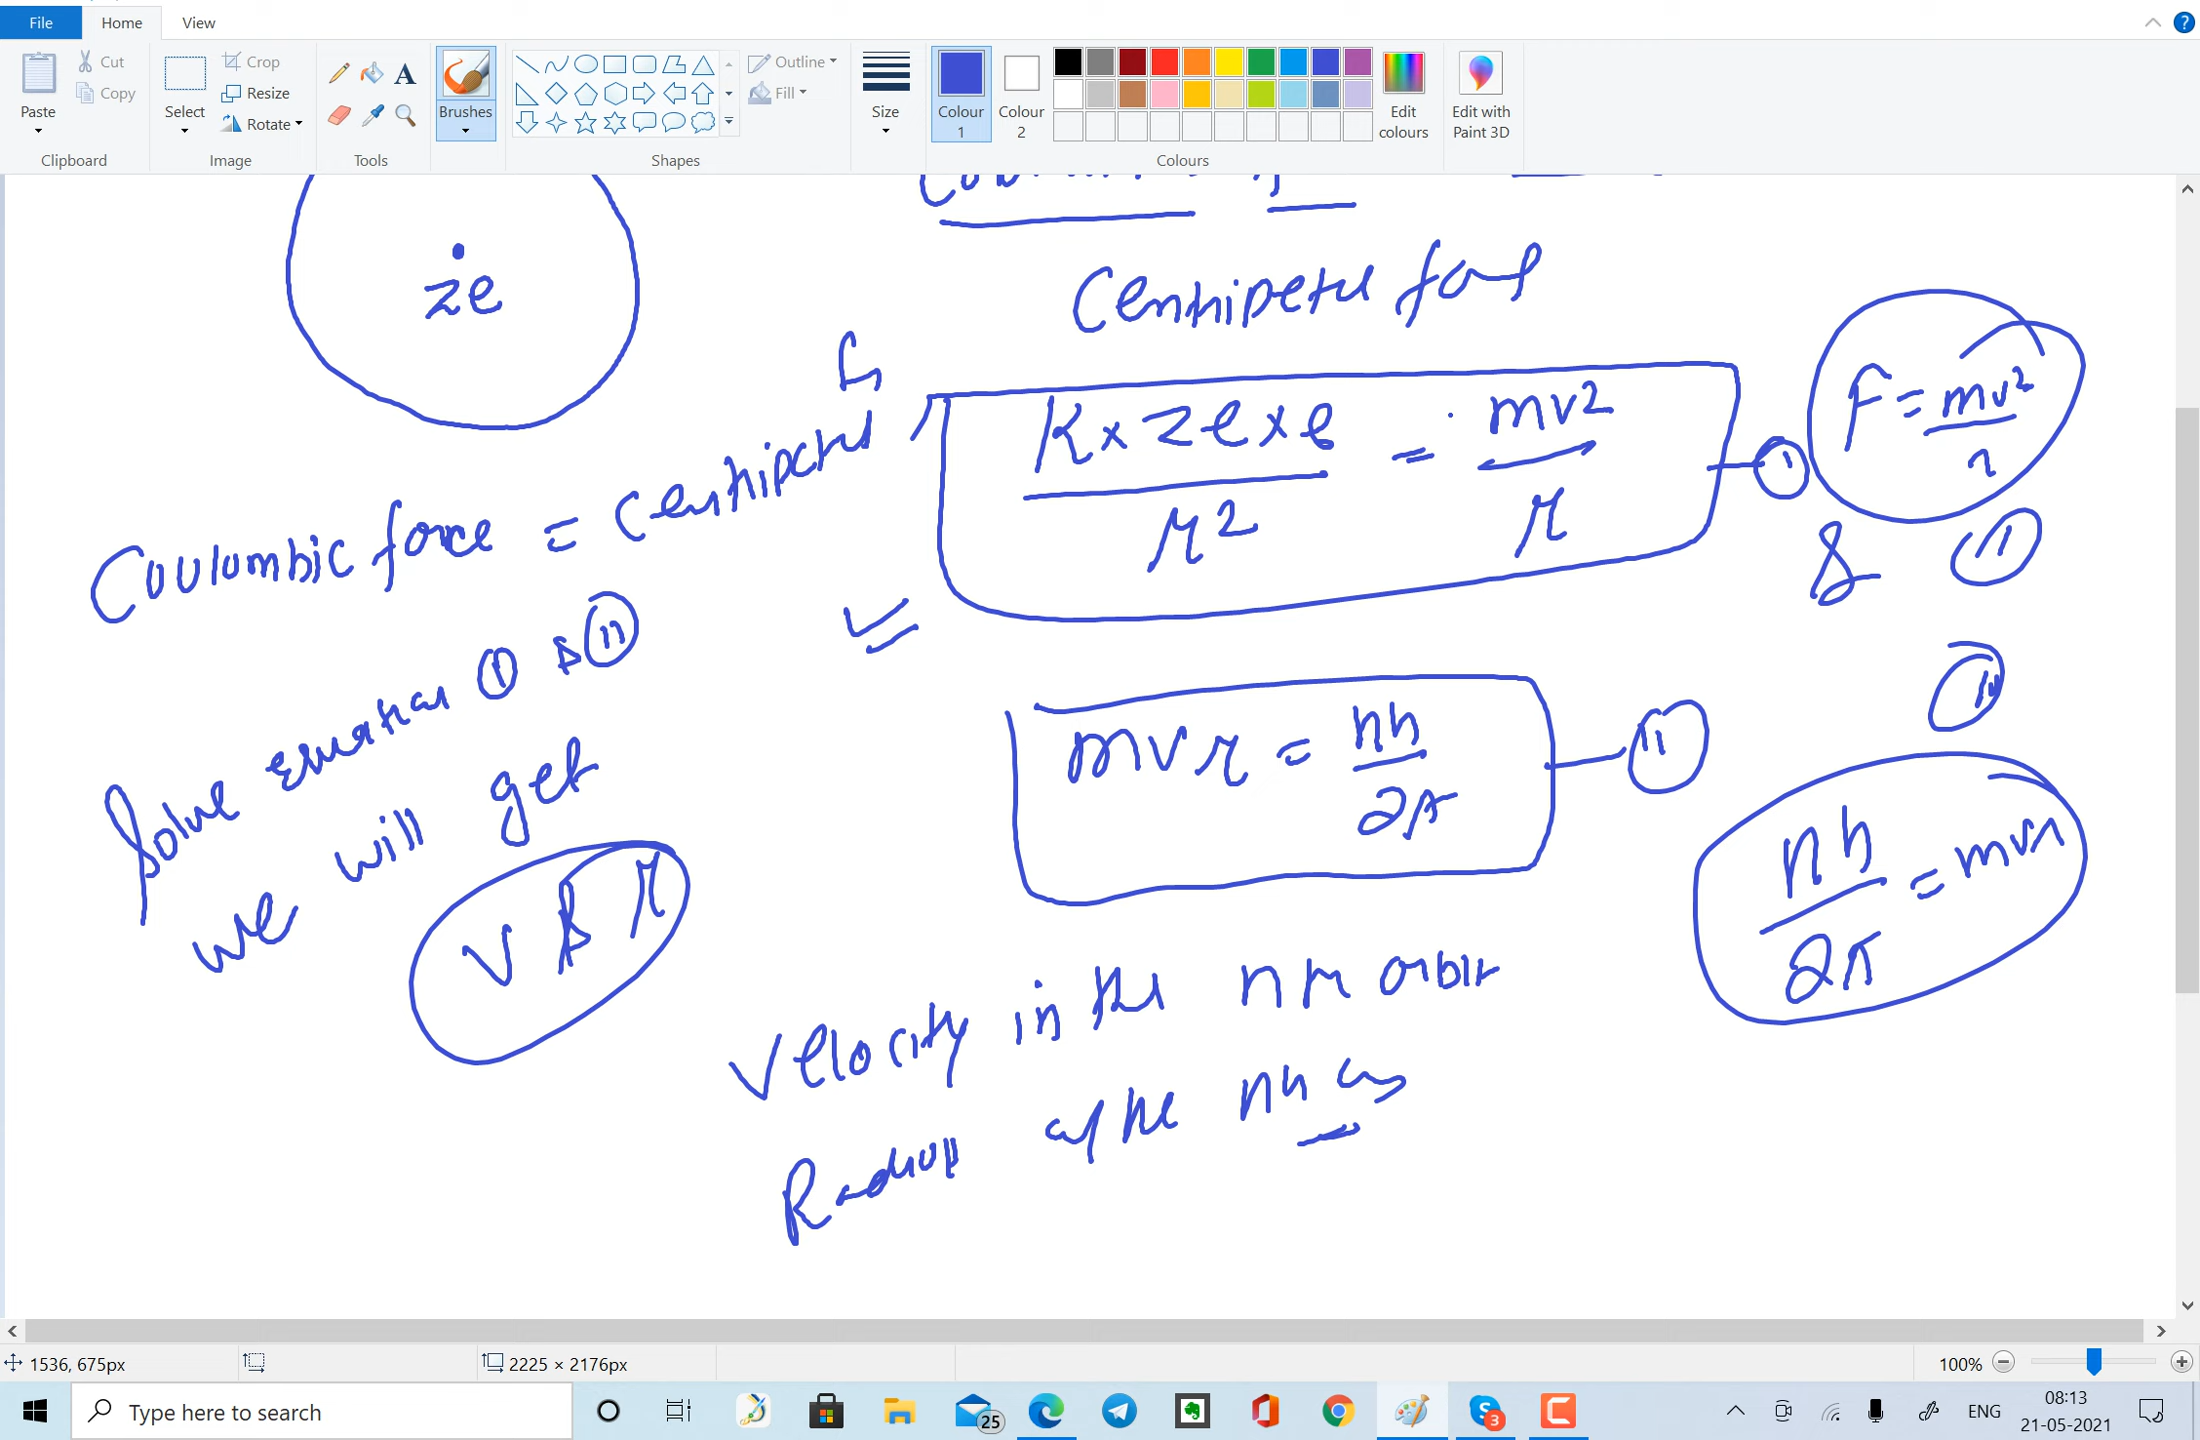 File Home View
Paste Cut Copy Select Crop Resize Rotate Brushes Outline Fill Size Colour 1 Colour 2 Edit colours Edit with Paint 3D
Clipboard Image Tools Shapes Colours
ze
Centripetal
F = mv²
K x ze x e / r² = mv² / r
1
Coulombic force = Centripetal
& 1
Solve equation 1 & 11
11
mvr = nh / 2π
11
we will get
v & r
nh / 2π = mvr
Velocity in the nth orbit
Radius of the nth
1536, 675px
2225 × 2176px
100%
Type here to search
25
3
ENG
08:13
21-05-2021